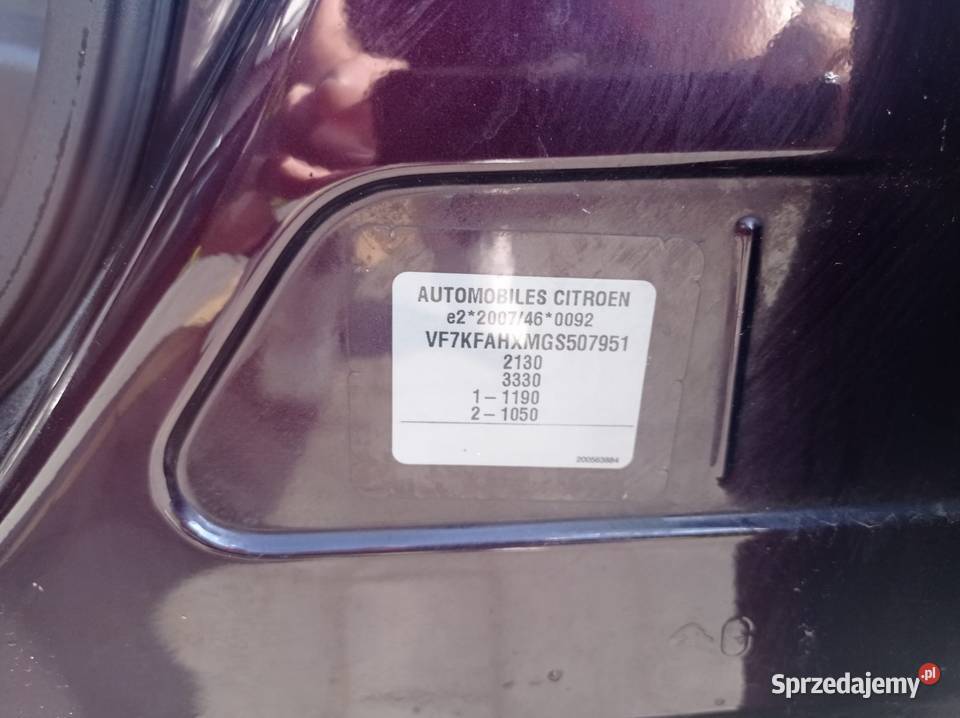 AUTOMOBILES CITROEN
e2*2007/46*0092
VF7KFAHXMGS507951
2130
3330
1 – 1190
2 – 1050
200563884
Sprzedajemy.pl